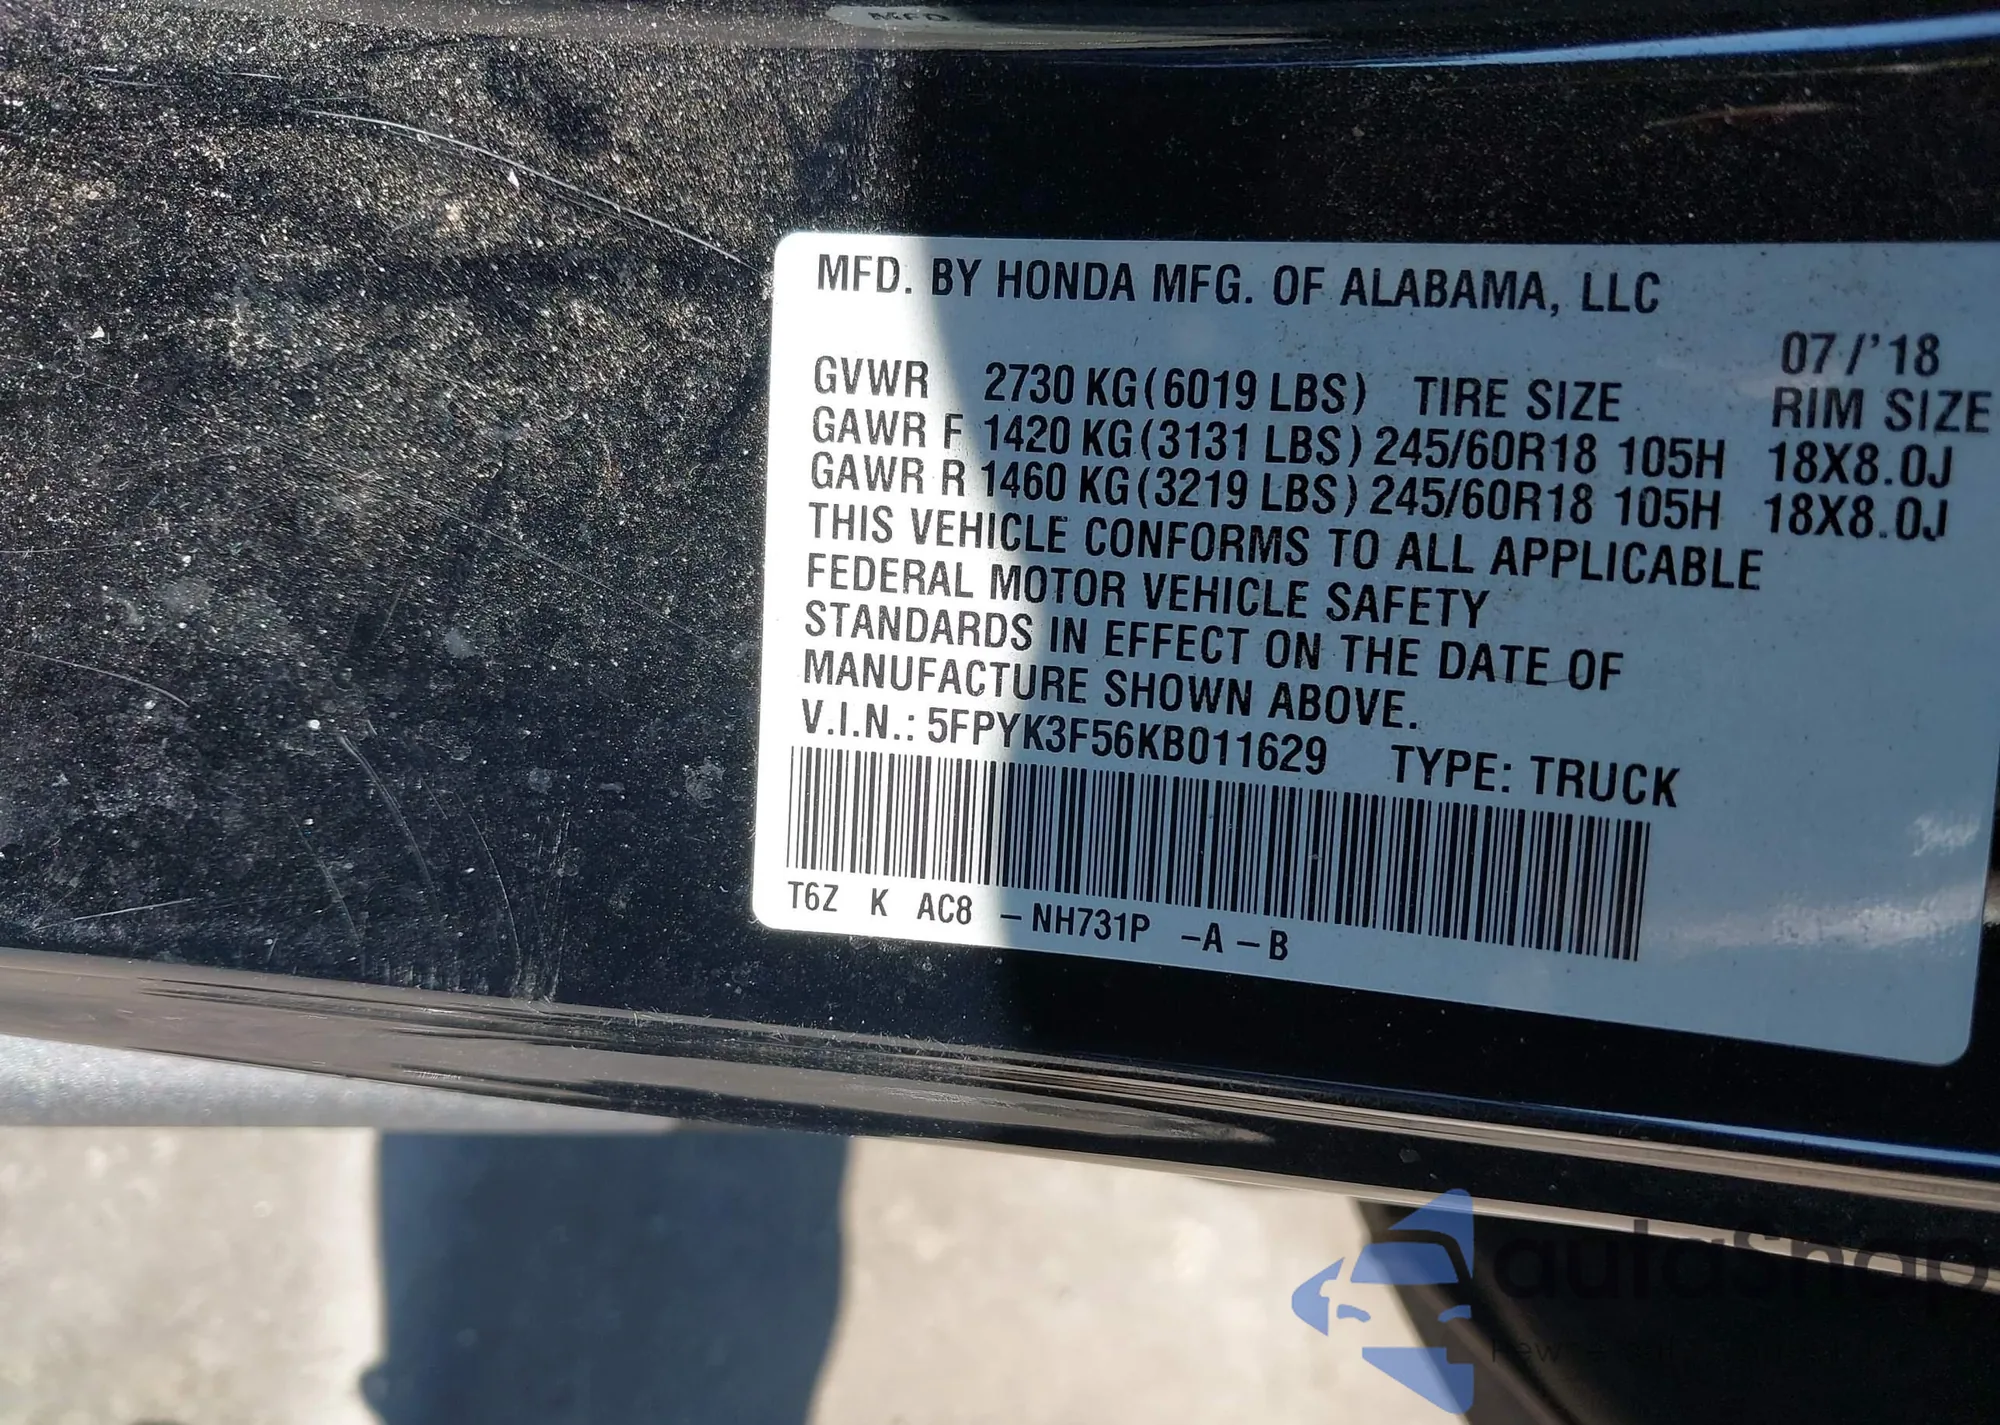 MFD.
MFD. BY HONDA MFG. OF ALABAMA, LLC
07/'18
GVWR 2730 KG(6019 LBS) TIRE SIZE RIM SIZE
GAWR F 1420 KG(3131 LBS) 245/60R18 105H 18X8.0J
GAWR R 1460 KG(3219 LBS) 245/60R18 105H 18X8.0J
THIS VEHICLE CONFORMS TO ALL APPLICABLE
FEDERAL MOTOR VEHICLE SAFETY
STANDARDS IN EFFECT ON THE DATE OF
MANUFACTURE SHOWN ABOVE.
V.I.N.: 5FPYK3F56KB011629 TYPE: TRUCK
T6Z K AC8 -NH731P -A-B
autashop